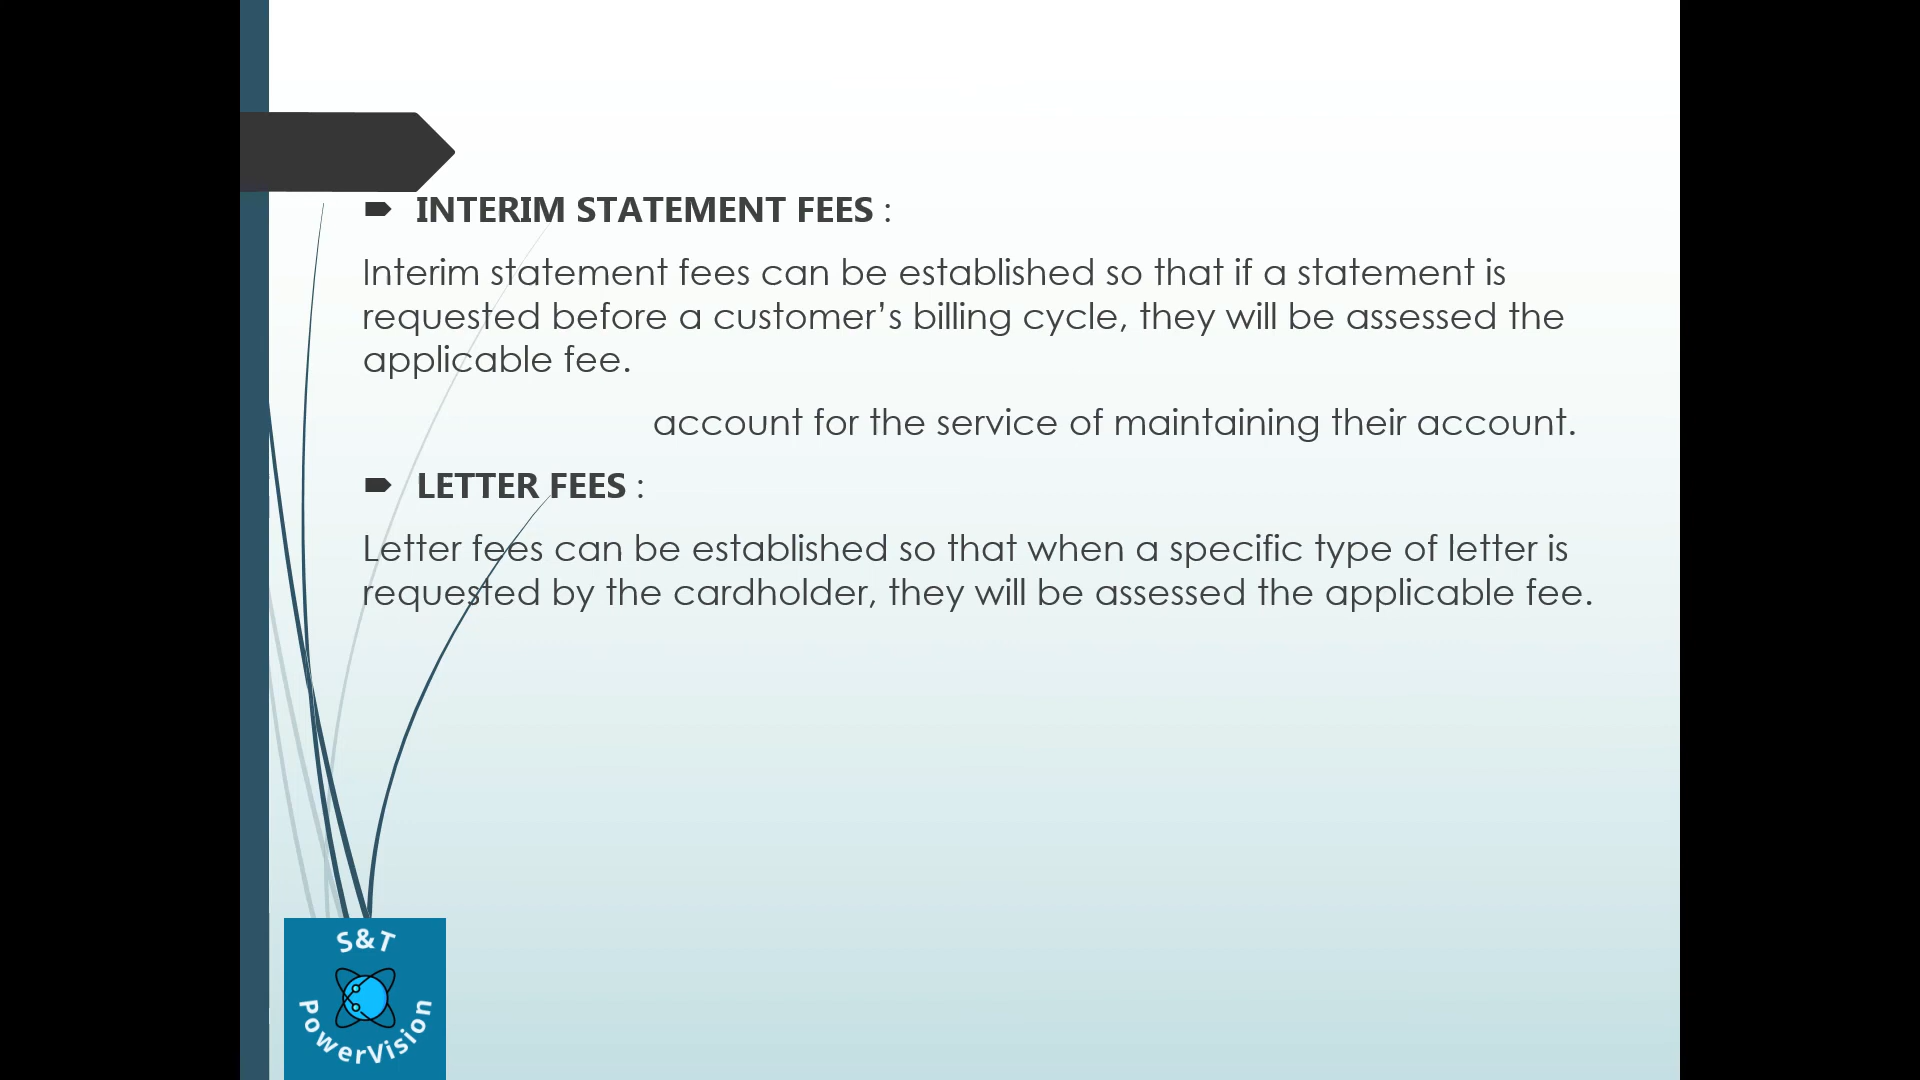 INTERIM STATEMENT FEES :
Interim statement fees can be established so that if a statement is
requested before a customer’s billing cycle, they will be assessed the
applicable fee.
account for the service of maintaining their account.
LETTER FEES :
Letter fees can be established so that when a specific type of letter is
requested by the cardholder, they will be assessed the applicable fee.
S&T
PowerVision